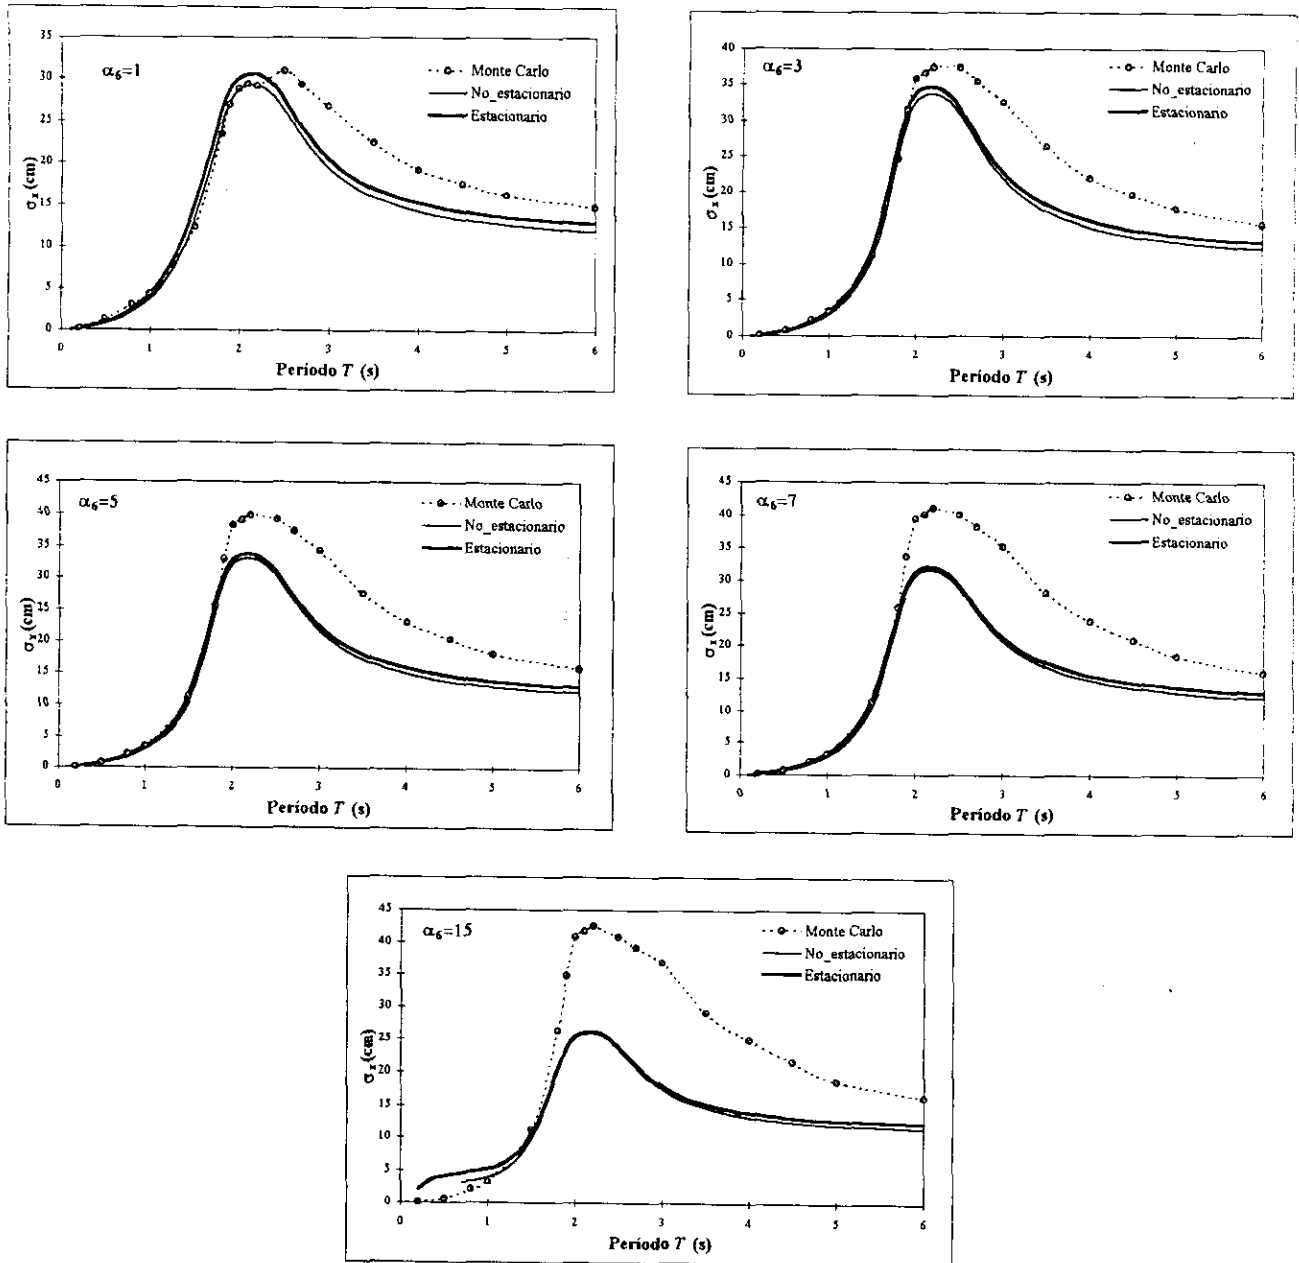 α6=1
Monte Carlo
No_estacionario
Estacionario
σx (cm)
35
30
25
20
15
10
5
0
0 1 2 3 4 5 6
Período T (s)
α6=3
Monte Carlo
No_estacionario
Estacionario
σx (cm)
40
35
30
25
20
15
10
5
0
0 1 2 3 4 5 6
Período T (s)
α6=5
Monte Carlo
No_estacionario
Estacionario
σx (cm)
45
40
35
30
25
20
15
10
5
0
0 1 2 3 4 5 6
Período T (s)
α6=7
Monte Carlo
No_estacionario
Estacionario
σx (cm)
45
40
35
30
25
20
15
10
5
0
0 1 2 3 4 5 6
Período T (s)
α6=15
Monte Carlo
No_estacionario
Estacionario
σx (cm)
45
40
35
30
25
20
15
10
5
0
0 1 2 3 4 5 6
Período T (s)